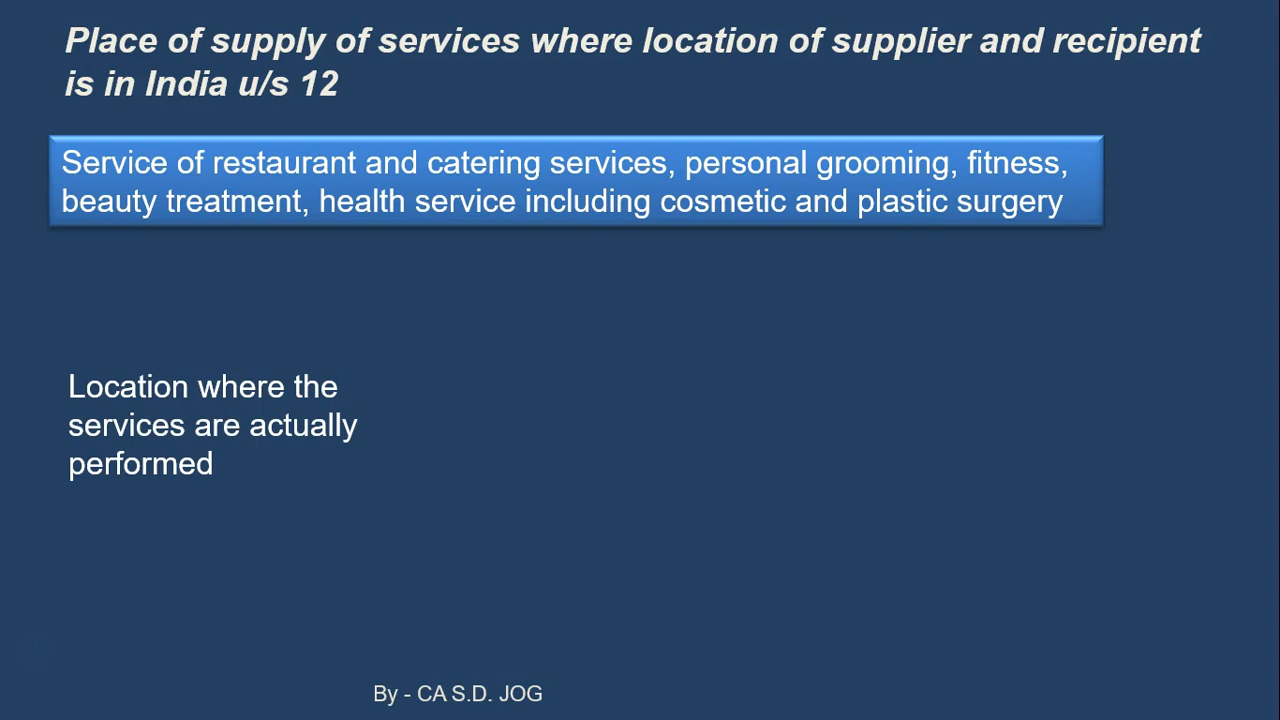 Place of supply of services where location of supplier and recipient
is in India u/s 12
Service of restaurant and catering services, personal grooming, fitness,
beauty treatment, health service including cosmetic and plastic surgery
Location where the
services are actually
performed
By - CA S.D. JOG